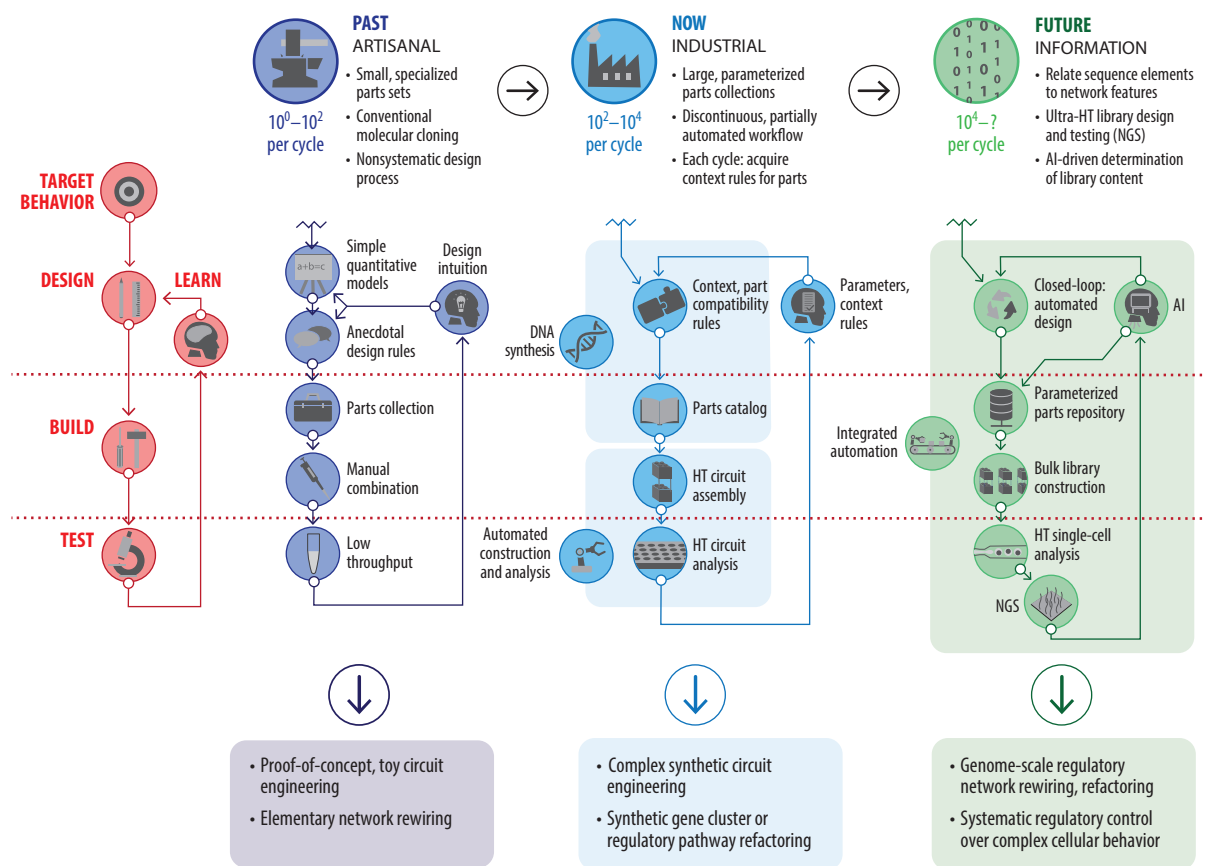 PAST
ARTISANAL
• Small, specialized
parts sets
• Conventional
molecular cloning
• Nonsystematic design
process
10⁰–10²
per cycle
NOW
INDUSTRIAL
• Large, parameterized
parts collections
• Discontinuous, partially
automated workflow
• Each cycle: acquire
context rules for parts
10²–10⁴
per cycle
FUTURE
INFORMATION
• Relate sequence elements
to network features
• Ultra-HT library design
and testing (NGS)
• AI-driven determination
of library content
10⁴–?
per cycle
TARGET
BEHAVIOR
DESIGN
LEARN
BUILD
TEST
a+b=c
Simple
quantitative
models
Design
intuition
Anecdotal
design rules
Parts collection
Manual
combination
Low
throughput
DNA
synthesis
Context, part
compatibility
rules
Parameters,
context
rules
Parts catalog
HT circuit
assembly
Automated
construction
and analysis
HT circuit
analysis
Closed-loop:
automated
design
AI
Parameterized
parts repository
Integrated
automation
Bulk library
construction
HT single-cell
analysis
NGS
• Proof-of-concept, toy circuit
engineering
• Elementary network rewiring
• Complex synthetic circuit
engineering
• Synthetic gene cluster or
regulatory pathway refactoring
• Genome-scale regulatory
network rewiring, refactoring
• Systematic regulatory control
over complex cellular behavior